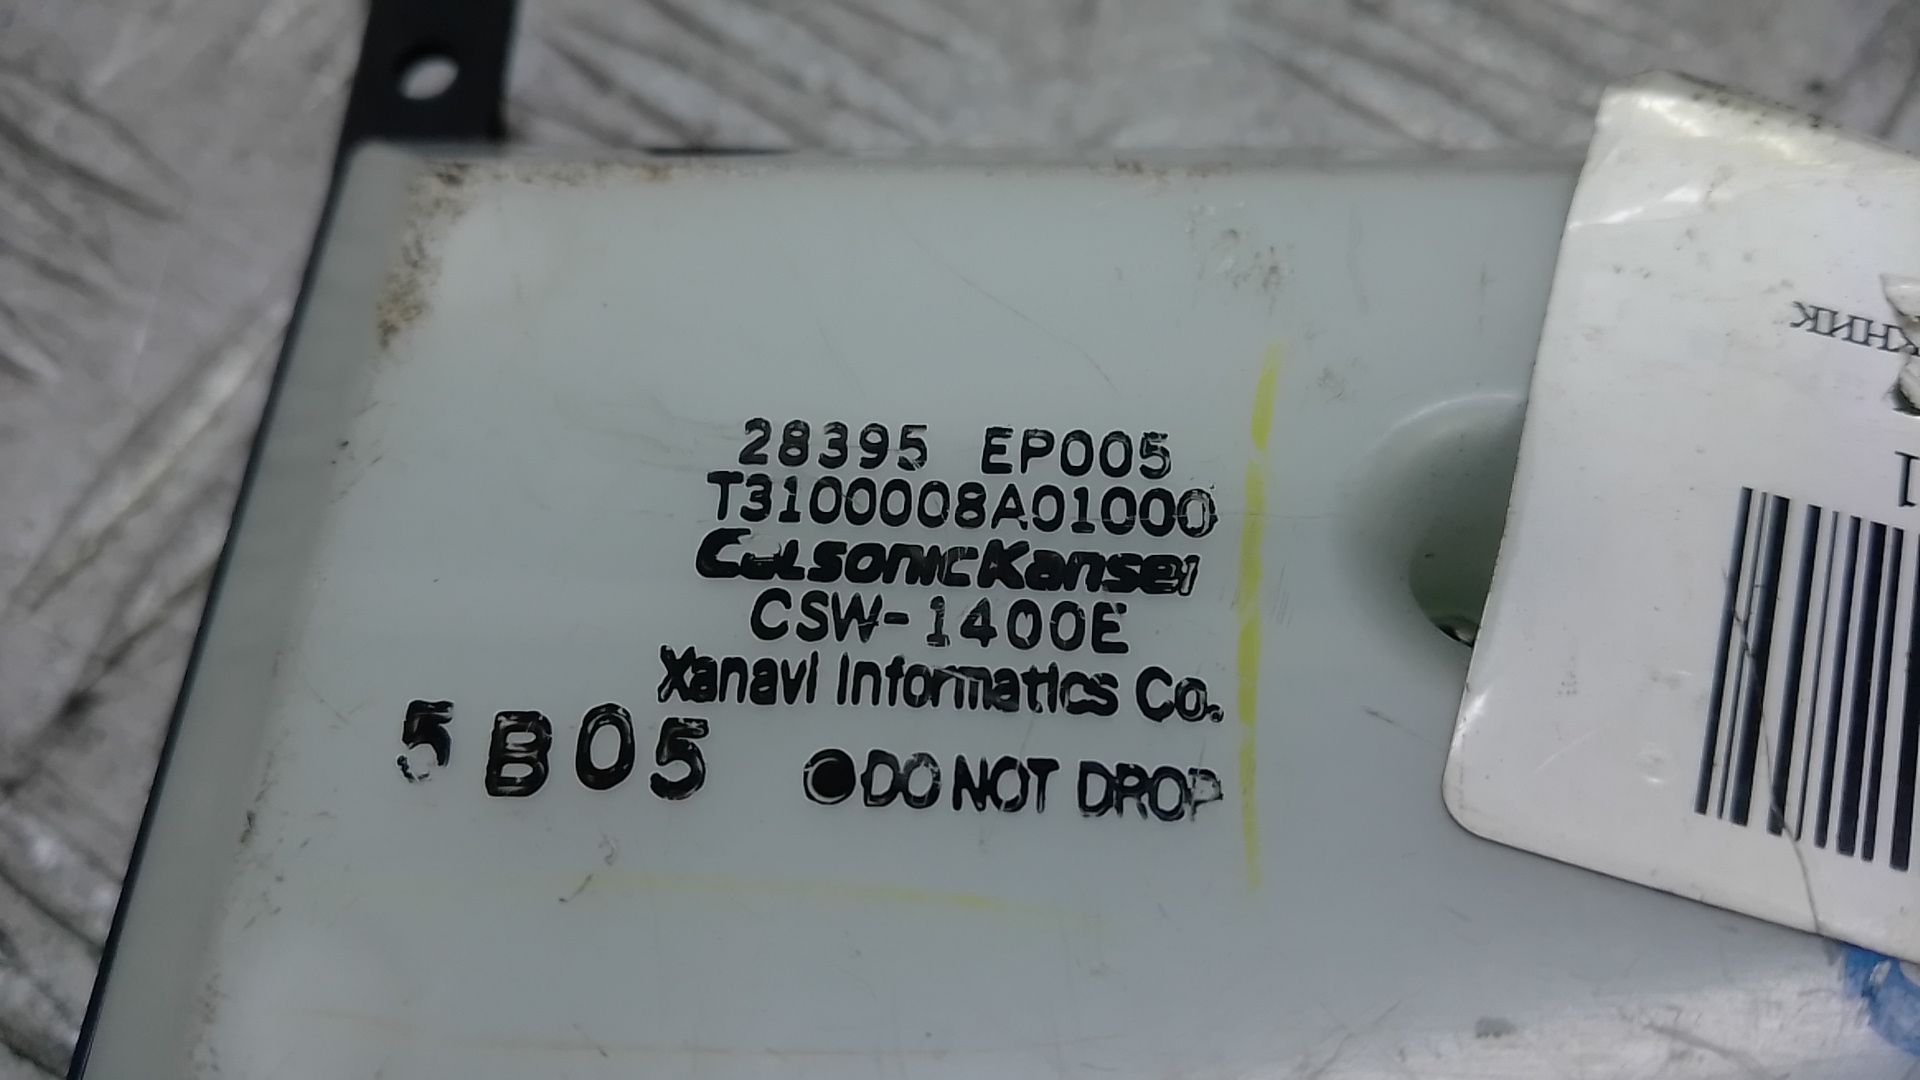 28395 EP005
T3100008A01000
CalsonicKansei
CSW-1400E
Xanavi Informatics Co.
5B05
●DO NOT DROP